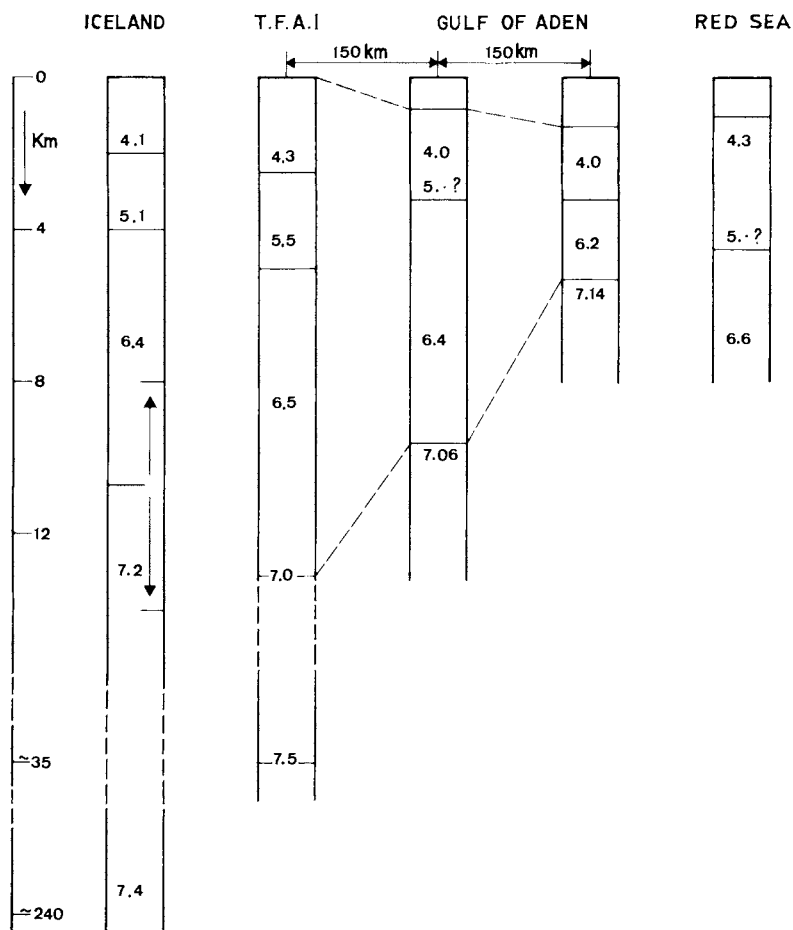 ICELAND T.F.A.I GULF OF ADEN RED SEA
150 km 150 km
0
Km
4.1 4.3 4.0 4.0 4.3
5.1 5.5 5.-? 6.2 5.-?
4
7.14
6.4 6.4 6.6
8 6.5
7.06
12
7.2 7.0
~35 7.5
7.4
~240